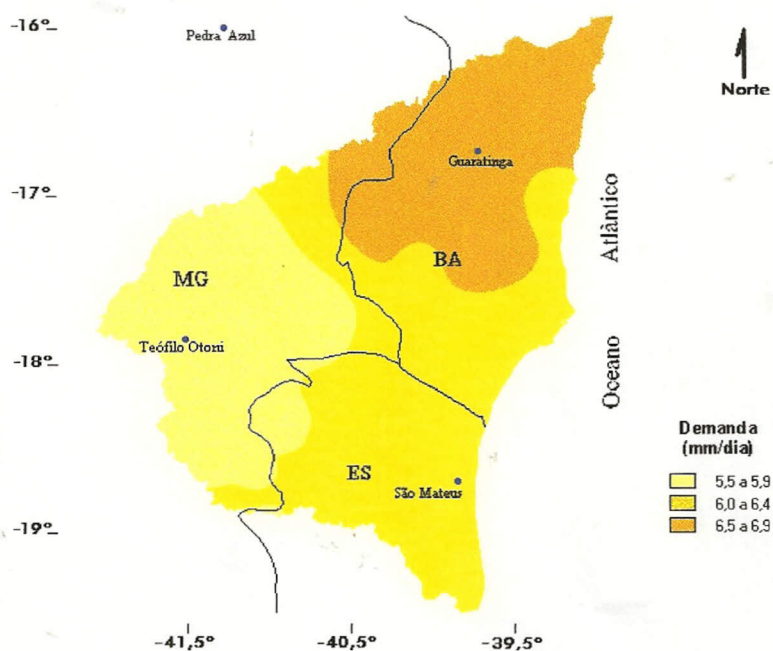 -16°
Pedra Azul
Norte
Guaratinga
-17°
Atlântico
BA
MG
Teófilo Otoni
-18°
Oceano
Demanda
(mm/dia)
5,5 a 5,9
6,0 a 6,4
6,5 a 6,9
ES
São Mateus
-19°
-41,5°
-40,5°
-39,5°